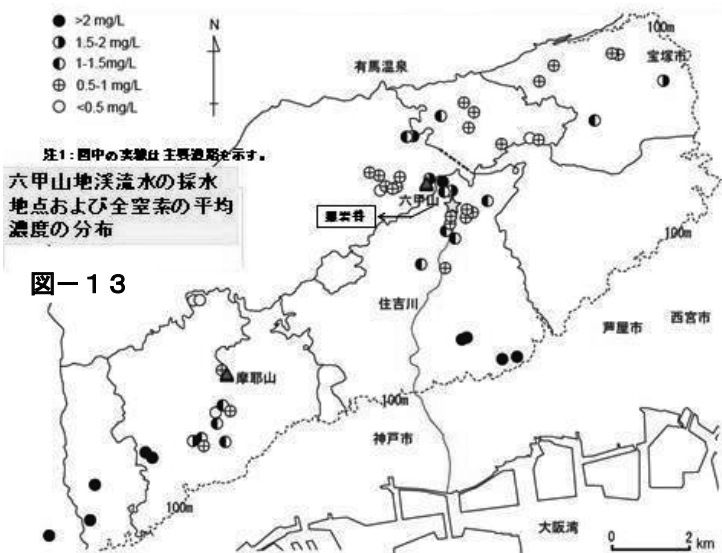 >2 mg/L
1.5-2 mg/L
1-1.5mg/L
0.5-1 mg/L
<0.5 mg/L
N
注1：図中の実線は主要道路を示す。
六甲山地渓流水の採水
地点および全窒素の平均
濃度の分布
図－１３
有馬温泉
100m
宝塚市
六甲山
100m
住吉川
芦屋市
西宮市
摩耶山
100m
神戸市
100m
大阪湾
0 2 km